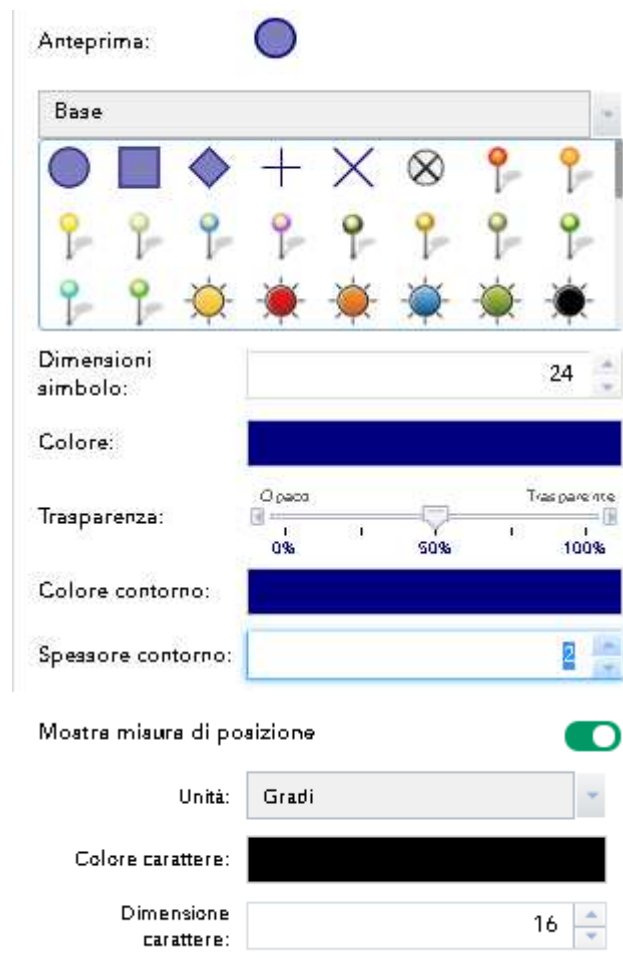 Anteprima:
Base
Dimensioni
simbolo:
24
Colore:
Opaco Trasparente
Trasparenza:
0% 50% 100%
Colore contorno:
Spessore contorno:
2
Mostra misura di posizione
Unità: Gradi
Colore carattere:
Dimensione
carattere:
16